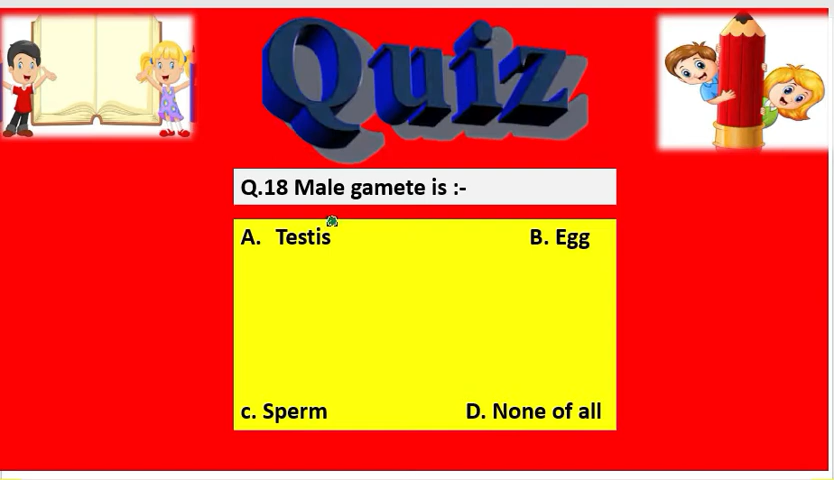 Quiz
Q.18 Male gamete is :-
A. Testis
B. Egg
c. Sperm
D. None of all